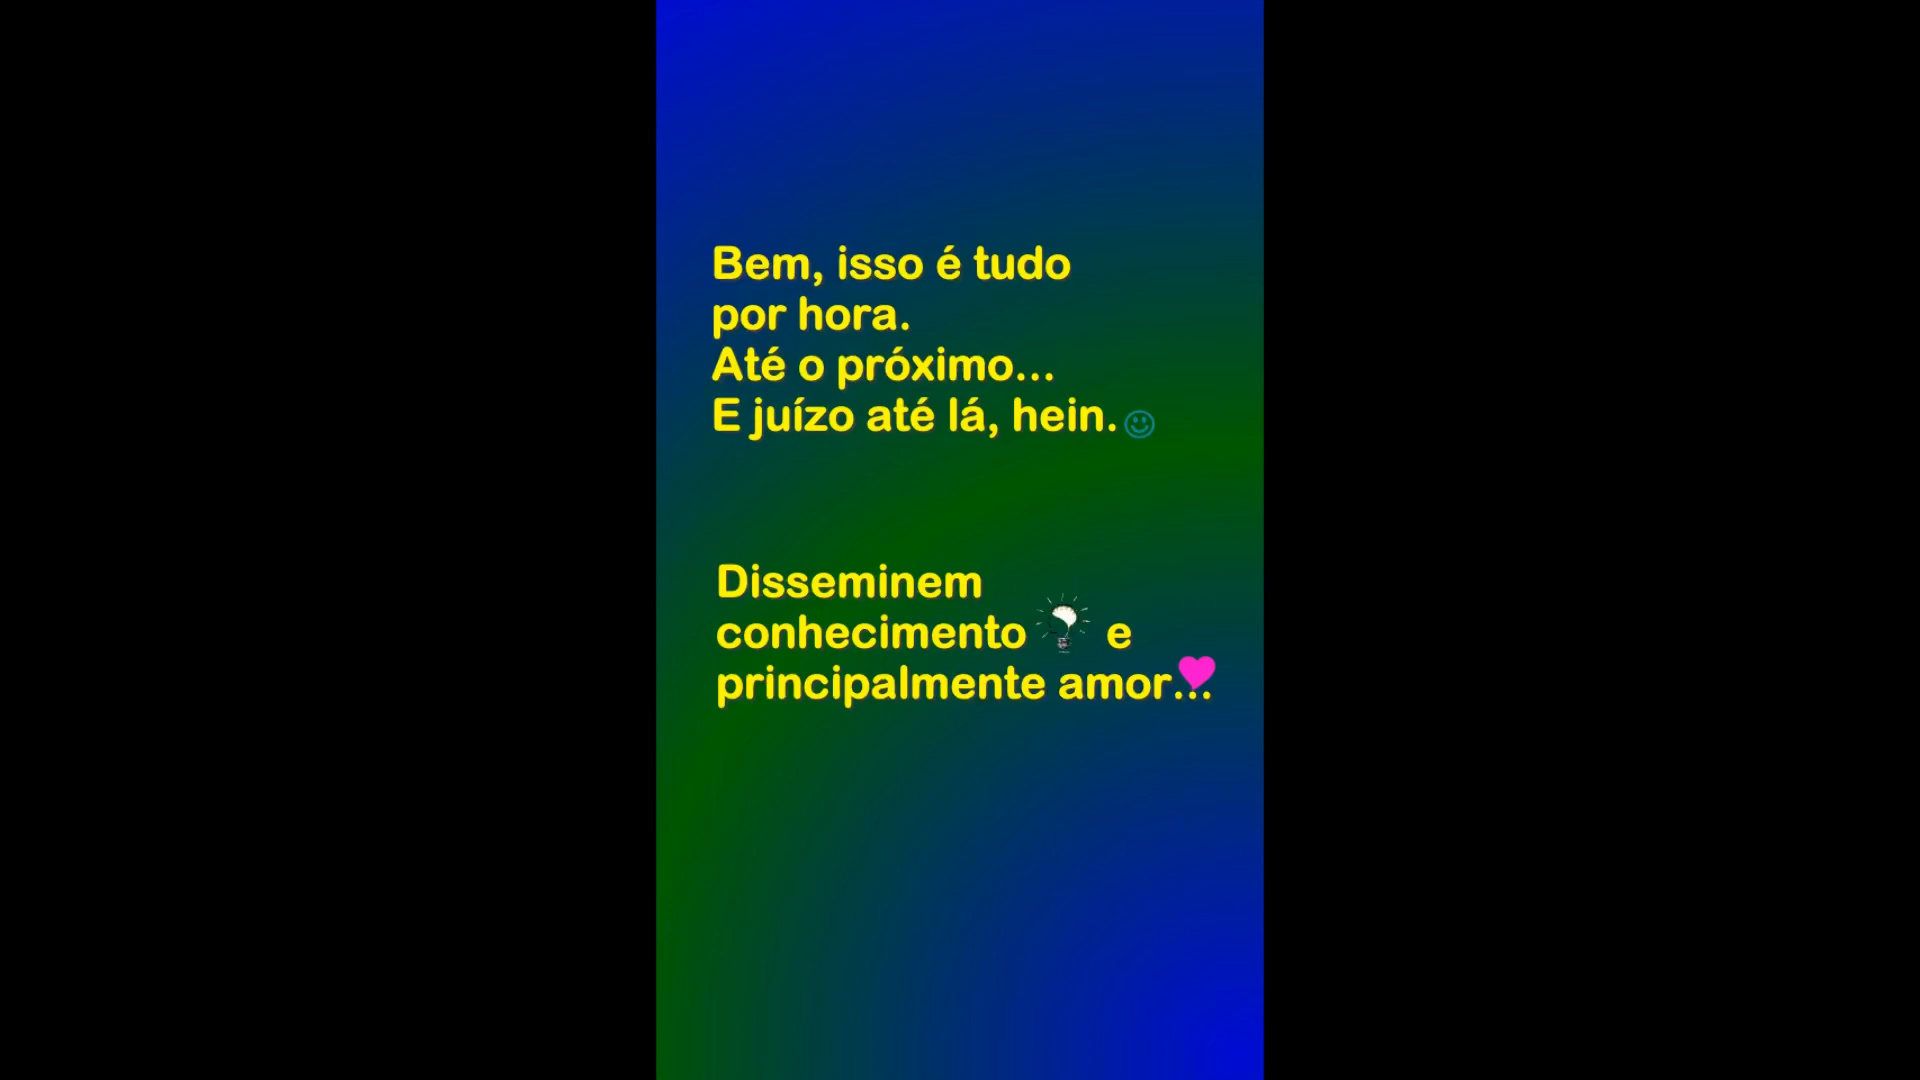 Bem, isso é tudo
por hora.
Até o próximo...
E juízo até lá, hein.
Disseminem
conhecimento e
principalmente amor...